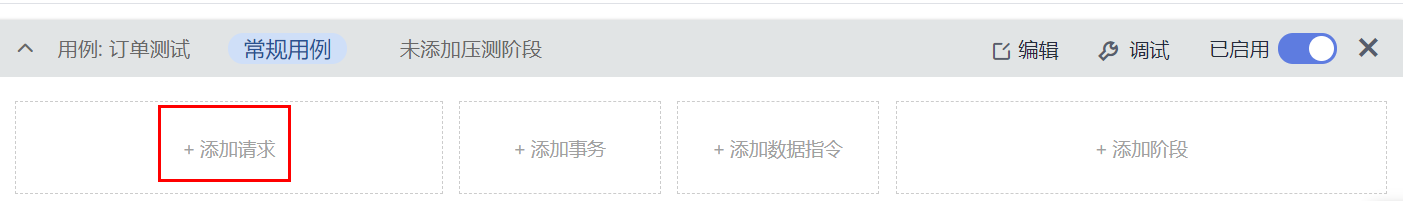 用例: 订单测试 常规用例 未添加压测阶段 编辑 调试 已启用
+ 添加请求 + 添加事务 + 添加数据指令 + 添加阶段